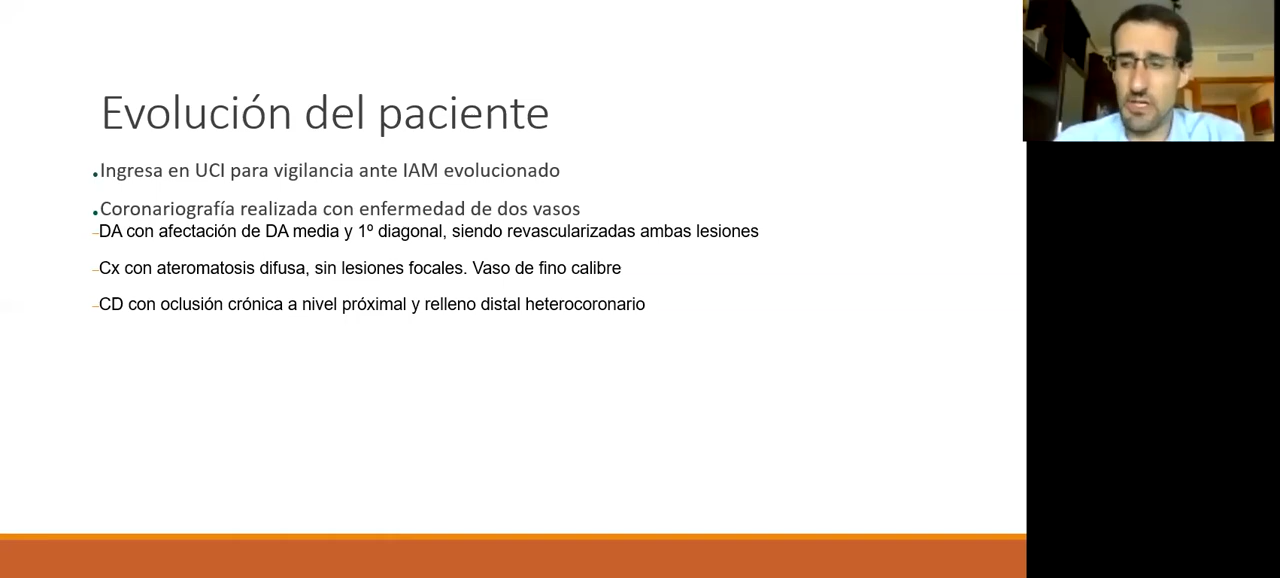 Evolución del paciente
.Ingresa en UCI para vigilancia ante IAM evolucionado
.Coronariografía realizada con enfermedad de dos vasos
–DA con afectación de DA media y 1º diagonal, siendo revascularizadas ambas lesiones
–Cx con ateromatosis difusa, sin lesiones focales. Vaso de fino calibre
–CD con oclusión crónica a nivel próximal y relleno distal heterocoronario